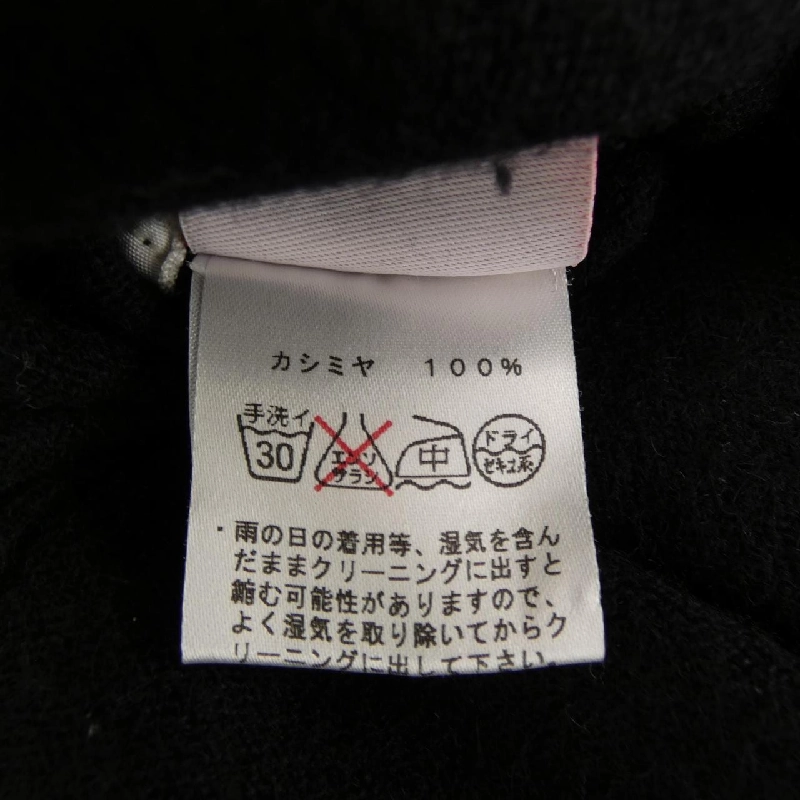 カシミヤ 100%
手洗イ
30
エンソ
サラシ
中
ドライ
セキユ系
・雨の日の着用等、湿気を含ん
だままクリーニングに出すと
縮む可能性がありますので、
よく湿気を取り除いてからク
リーニングに出して下さい。